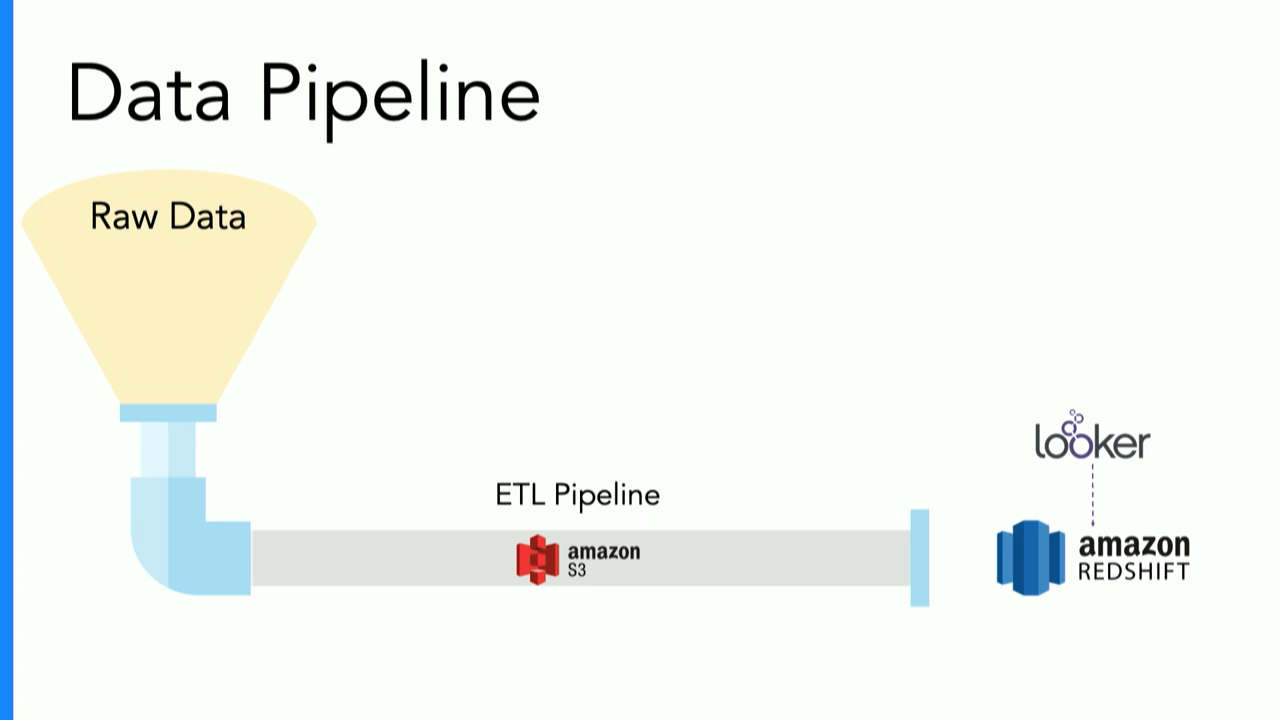 Data Pipeline
Raw Data
looker
ETL Pipeline
amazon
S3
amazon
REDSHIFT